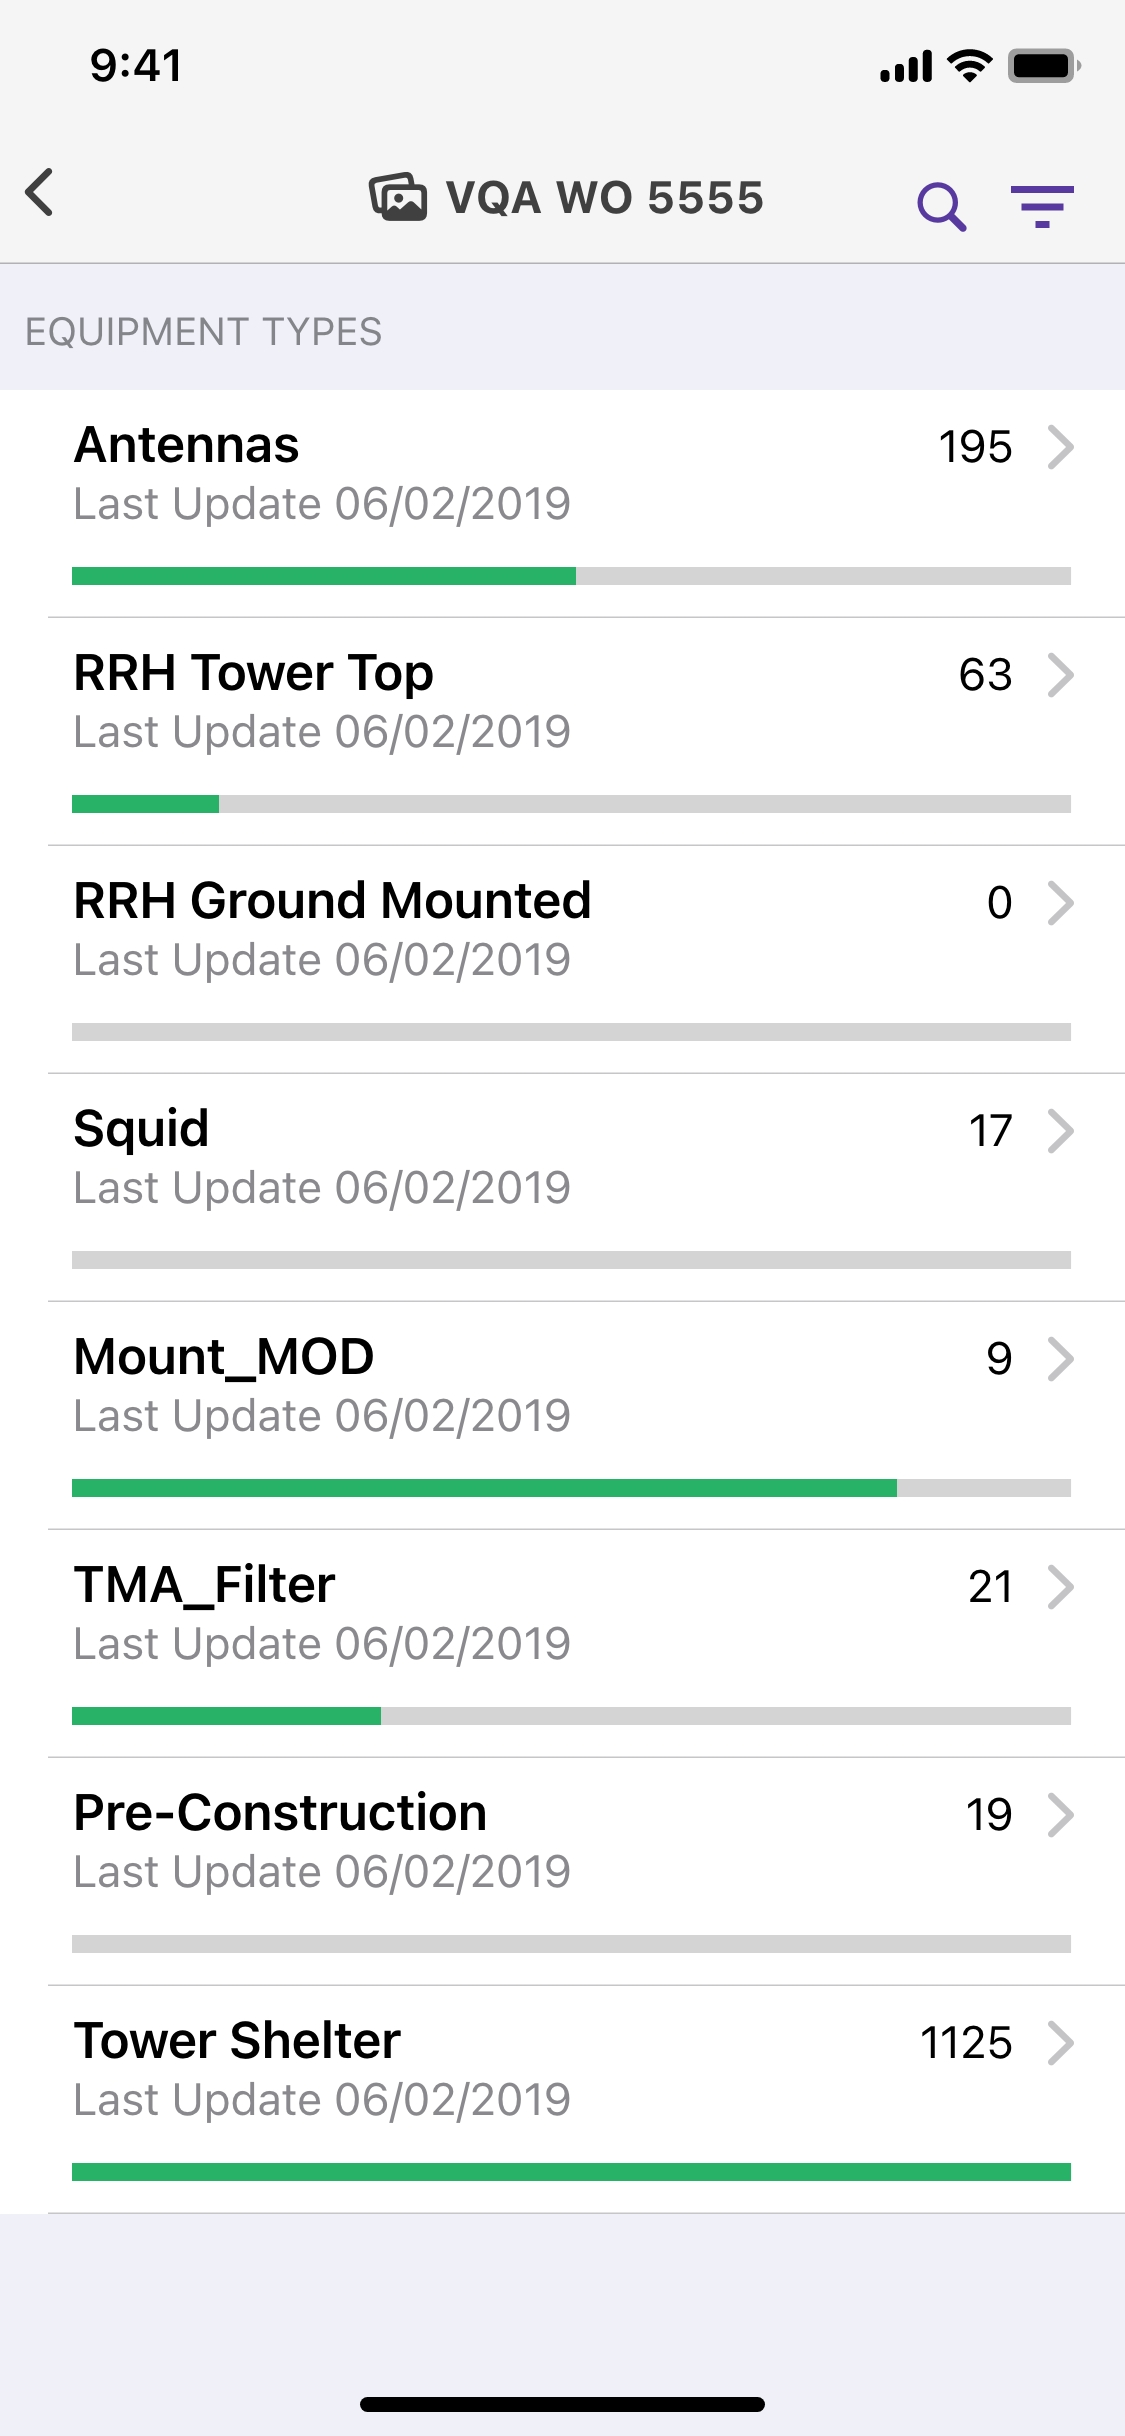 9:41
VQA WO 5555
EQUIPMENT TYPES
Antennas 195
Last Update 06/02/2019
RRH Tower Top 63
Last Update 06/02/2019
RRH Ground Mounted 0
Last Update 06/02/2019
Squid 17
Last Update 06/02/2019
Mount_MOD 9
Last Update 06/02/2019
TMA_Filter 21
Last Update 06/02/2019
Pre-Construction 19
Last Update 06/02/2019
Tower Shelter 1125
Last Update 06/02/2019